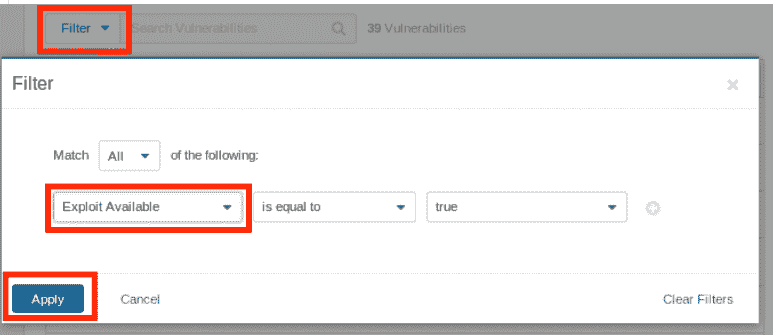 Filter Search Vulnerabilities 39 Vulnerabilities
Filter
Match All of the following:
Exploit Available is equal to true
Apply Cancel Clear Filters